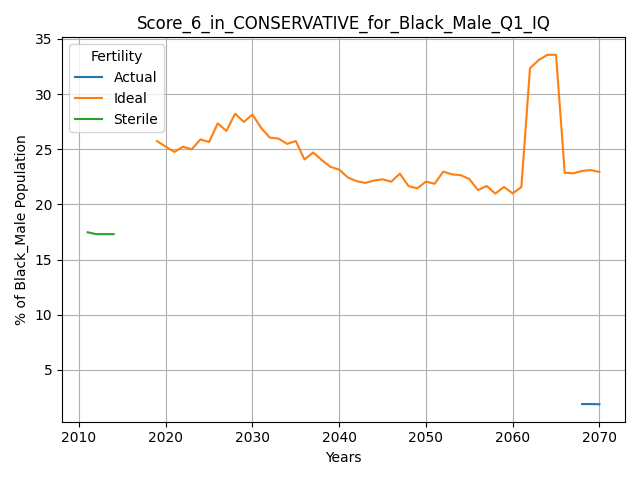 Score_6_in_CONSERVATIVE_for_Black_Male_Q1_IQ
% of Black_Male Population
35
30
25
20
15
10
5
Fertility
Actual
Ideal
Sterile
2010 2020 2030 2040 2050 2060 2070
Years